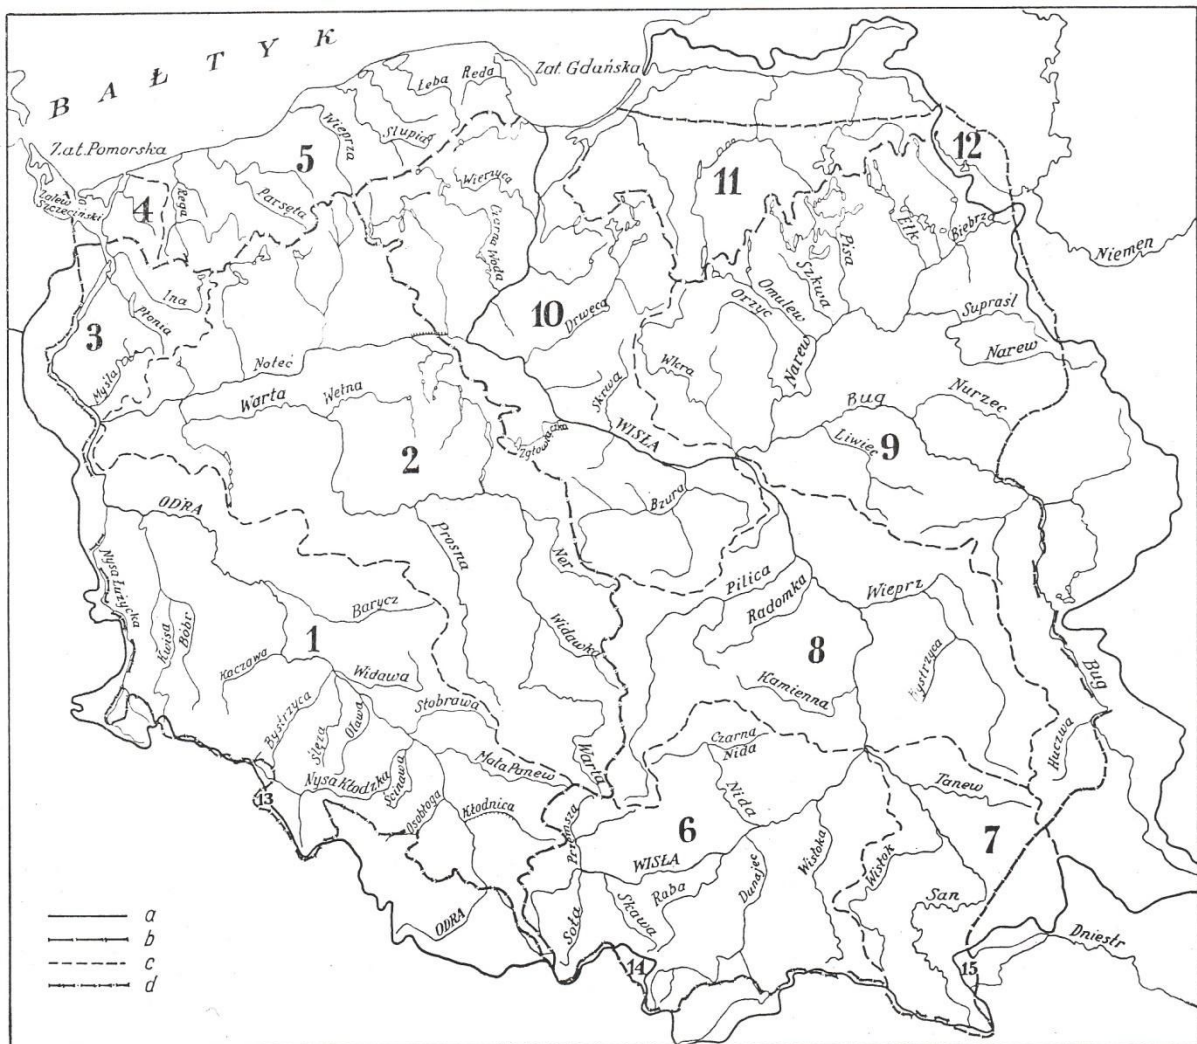 BAŁTYK
Zat. Gdańska
Łeba
Reda
Słupia
Wieprza
Zat. Pomorska
5
12
Zalew
Szczeciński
4
Rega
Parsęta
Wierzyca
Czarna Woda
11
Ełk
Biebrza
Niemen
Ina
Płonia
3
Myśla
Noteć
10
Drwęca
Pisa
Szkwa
Omulew
Orzyc
Narew
Supraśl
Narew
Warta
Wełna
Skrwa
Wkra
Bug
Nurzec
2
Zgłowiączka
WISŁA
Liwiec
9
ODRA
Bzura
Prosna
Ner
Nysa Łużycka
Pilica
Radomka
Wieprz
Barycz
Kwisa
Bóbr
1
Widawka
8
Kaczawa
Widawa
Kamienna
Bystrzyca
Bug
Bystrzyca
Stobrawa
Ślęza
Oława
Czarna
Nida
Huczwa
Nysa Kłodzka
Ścinawa
Mała Panew
Warta
Tanew
13
Osobłoga
Kłodnica
Przemsza
Nida
6
Wisłoka
Wisłok
7
WISŁA
Raba
Dunajec
San
ODRA
Soła
Skawa
Dniestr
14
15
a
b
c
d